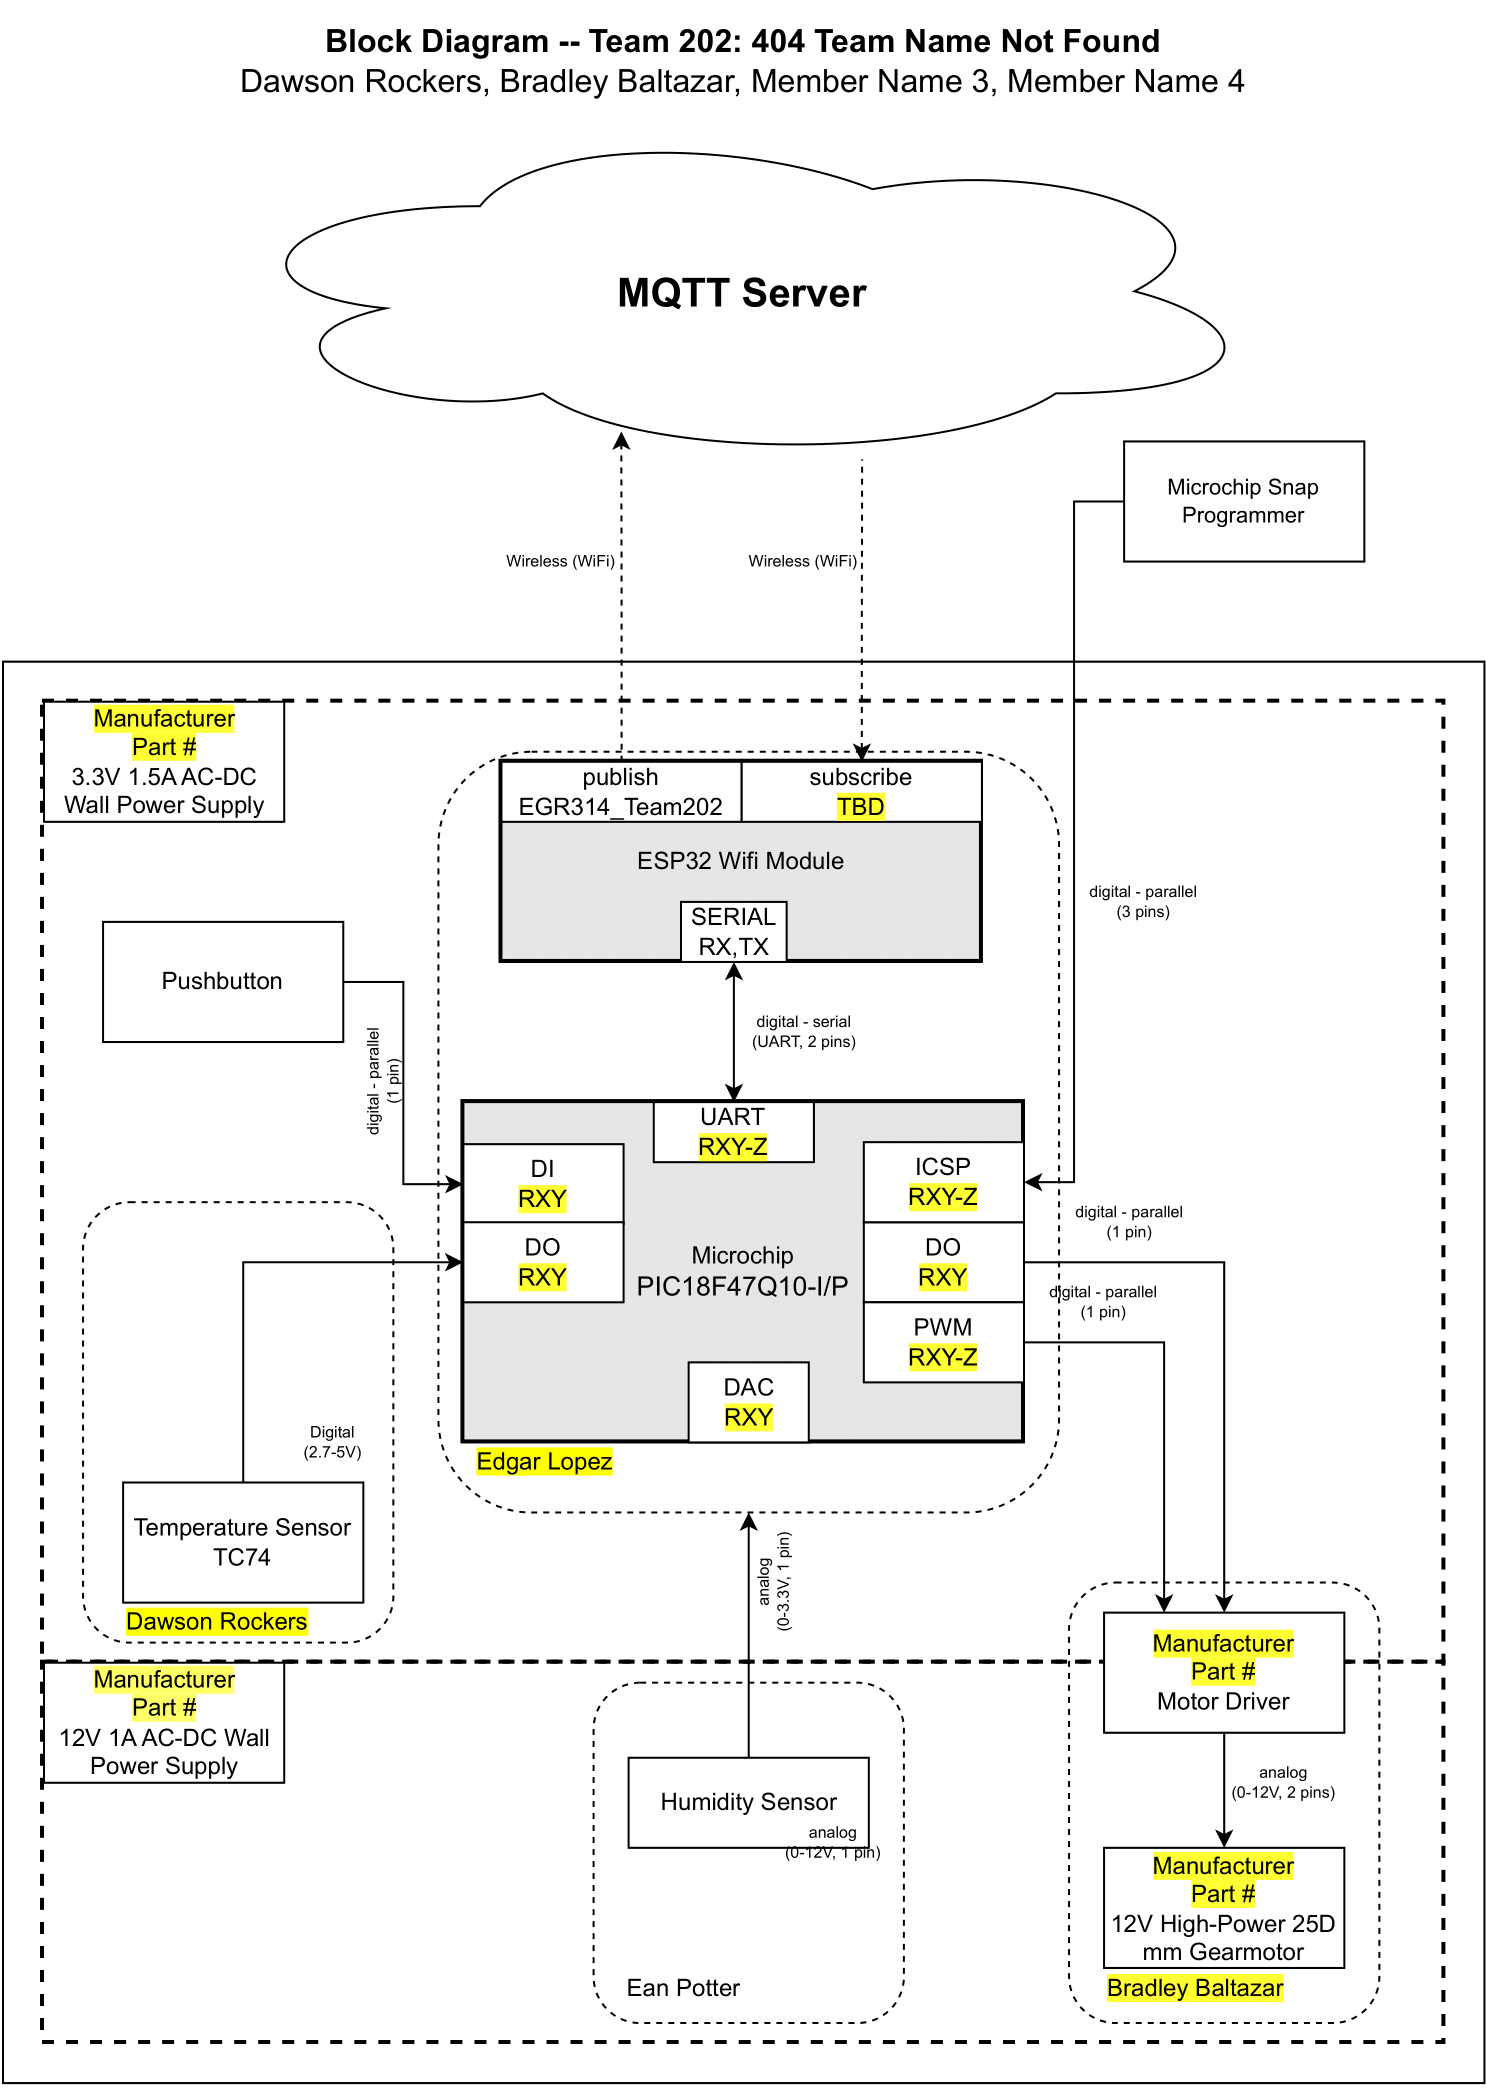 Block Diagram -- Team 202: 404 Team Name Not Found
Dawson Rockers, Bradley Baltazar, Member Name 3, Member Name 4
MQTT Server
Microchip Snap
Programmer
Wireless (WiFi)
Wireless (WiFi)
Manufacturer
Part #
3.3V 1.5A AC-DC
Wall Power Supply
publish
EGR314_Team202
subscribe
TBD
ESP32 Wifi Module
SERIAL
RX,TX
digital - parallel
(3 pins)
Pushbutton
digital - parallel
(1 pin)
digital - serial
(UART, 2 pins)
UART
RXY-Z
DI
RXY
ICSP
RXY-Z
DO
RXY
Microchip
PIC18F47Q10-I/P
DO
RXY
PWM
RXY-Z
DAC
RXY
digital - parallel
(1 pin)
digital - parallel
(1 pin)
Edgar Lopez
Digital
(2.7-5V)
Temperature Sensor
TC74
Dawson Rockers
analog
(0-3.3V, 1 pin)
Manufacturer
Part #
Motor Driver
Manufacturer
Part #
12V 1A AC-DC Wall
Power Supply
analog
(0-12V, 2 pins)
Humidity Sensor
analog
(0-12V, 1 pin)
Manufacturer
Part #
12V High-Power 25D
mm Gearmotor
Ean Potter
Bradley Baltazar